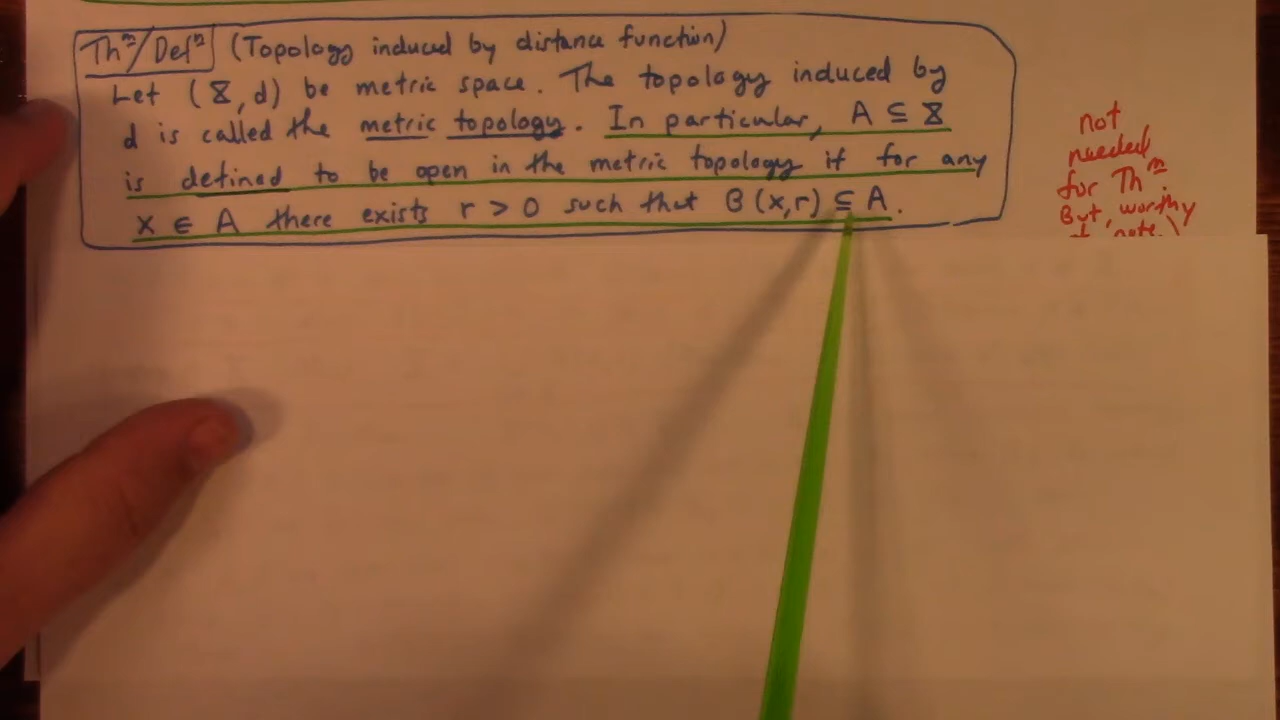 Thᵐ/Defⁿ (Topology induced by distance function)
Let (X, d) be metric space. The topology induced by
d is called the metric topology. In particular, A ⊆ X
is defined to be open in the metric topology if for any
x ∈ A there exists r > 0 such that B(x,r) ⊆ A.
not
needed
for Thᵐ
But, worthy
of note.